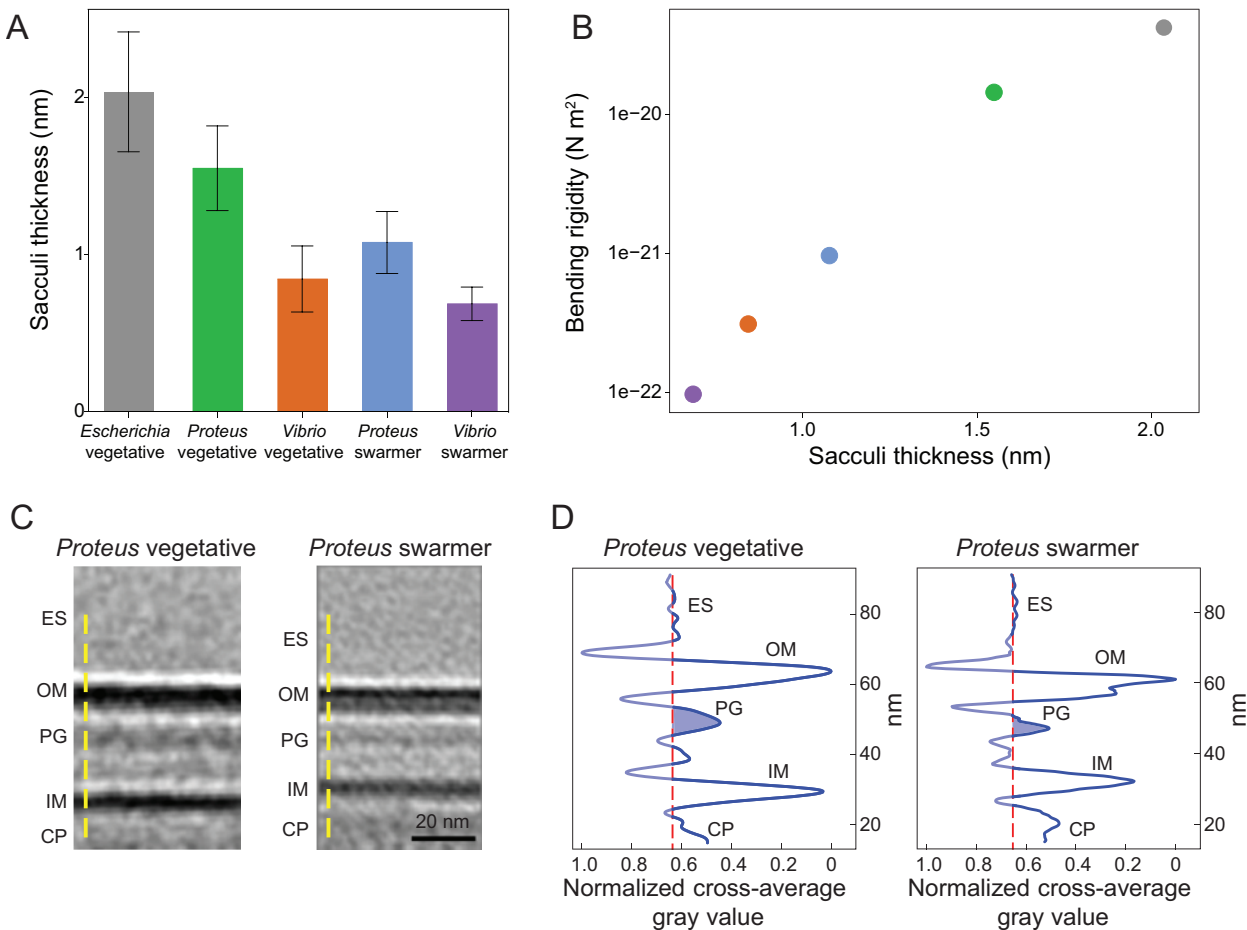 A
Sacculi thickness (nm)
2
1
0
Escherichia
vegetative
Proteus
vegetative
Vibrio
vegetative
Proteus
swarmer
Vibrio
swarmer
B
Bending rigidity (N m²)
1e−20
1e−21
1e−22
1.0
1.5
2.0
Sacculi thickness (nm)
C
Proteus vegetative
ES
OM
PG
IM
CP
Proteus swarmer
ES
OM
PG
IM
CP
20 nm
D
Proteus vegetative
ES
OM
PG
IM
CP
80
60
40
20
nm
1.0
0.8
0.6
0.4
0.2
0
Normalized cross-average
gray value
Proteus swarmer
ES
OM
PG
IM
CP
80
60
40
20
nm
1.0
0.8
0.6
0.4
0.2
0
Normalized cross-average
gray value